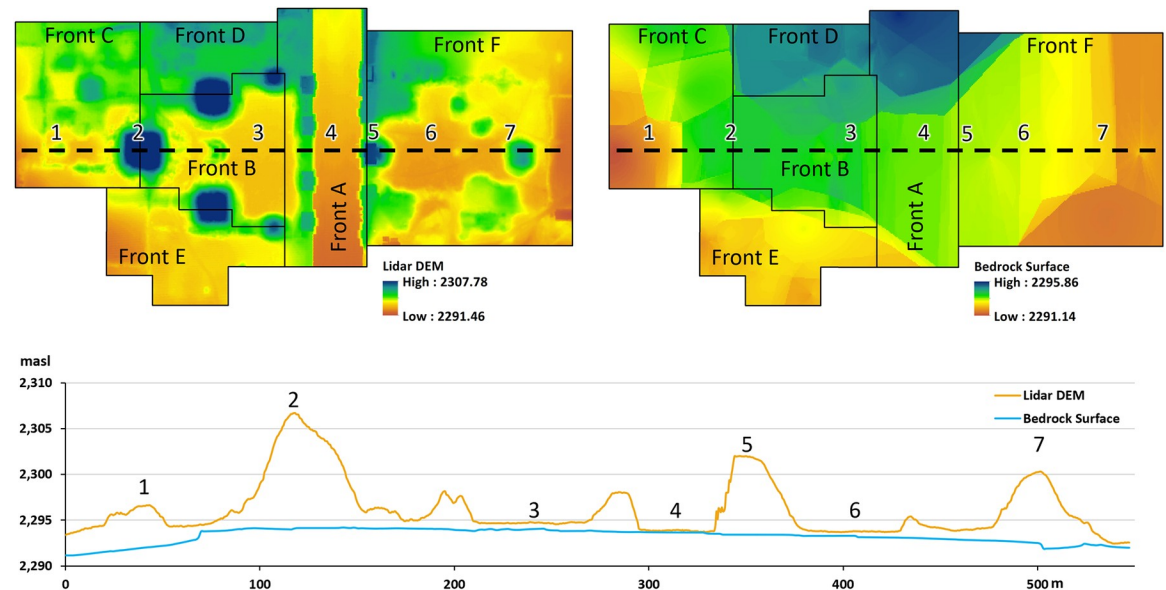 Front C
Front D
Front F
1
2
3
4
5
6
7
Front B
Front A
Front E
Lidar DEM
High : 2307.78
Low : 2291.46
Front C
Front D
Front F
1
2
3
4
5
6
7
Front B
Front A
Front E
Bedrock Surface
High : 2295.86
Low : 2291.14
masl
2,310
2,305
2,300
2,295
2,290
Lidar DEM
Bedrock Surface
1
2
3
4
5
6
7
0
100
200
300
400
500 m